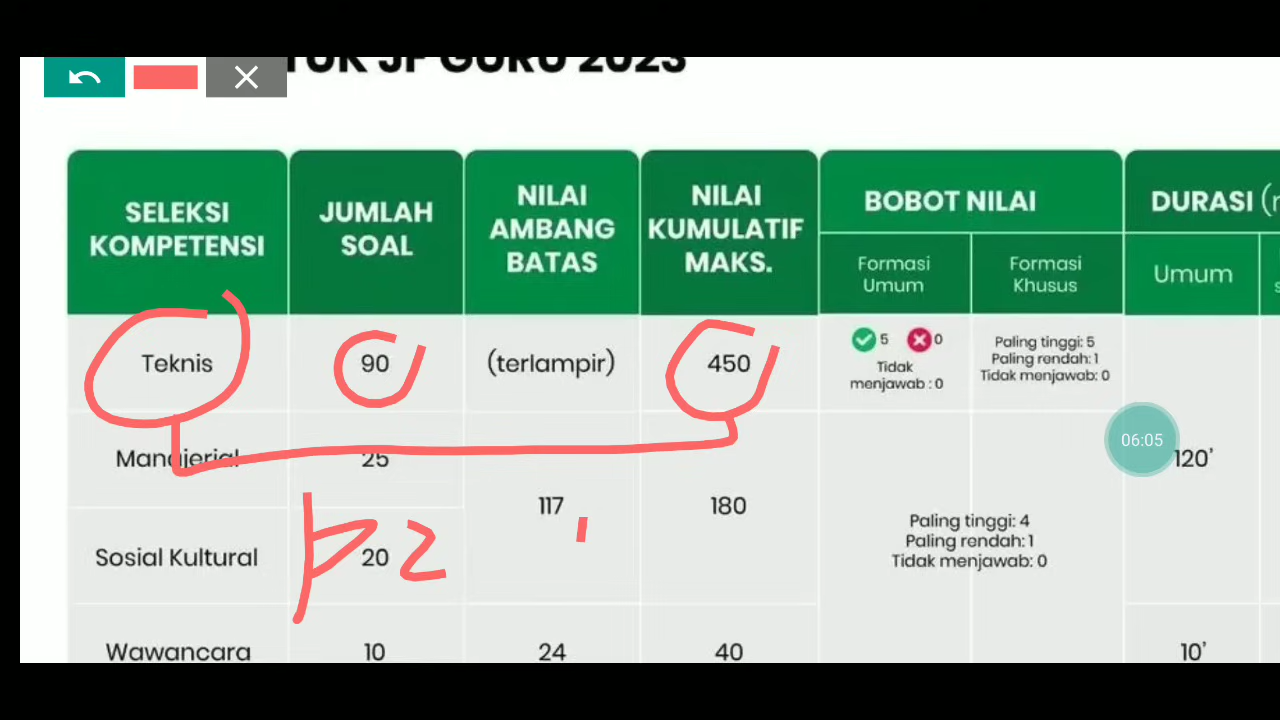 TUK JF GURU 2023
SELEKSI KOMPETENSI
JUMLAH SOAL
NILAI AMBANG BATAS
NILAI KUMULATIF MAKS.
BOBOT NILAI
DURASI
Formasi Umum
Formasi Khusus
Umum
Teknis
90
(terlampir)
450
5 0
Tidak menjawab : 0
Paling tinggi: 5
Paling rendah: 1
Tidak menjawab: 0
06:05
Manajerial
25
120'
117
180
Paling tinggi: 4
Paling rendah: 1
Tidak menjawab: 0
Sosial Kultural
20
P2
Wawancara
10
24
40
10'